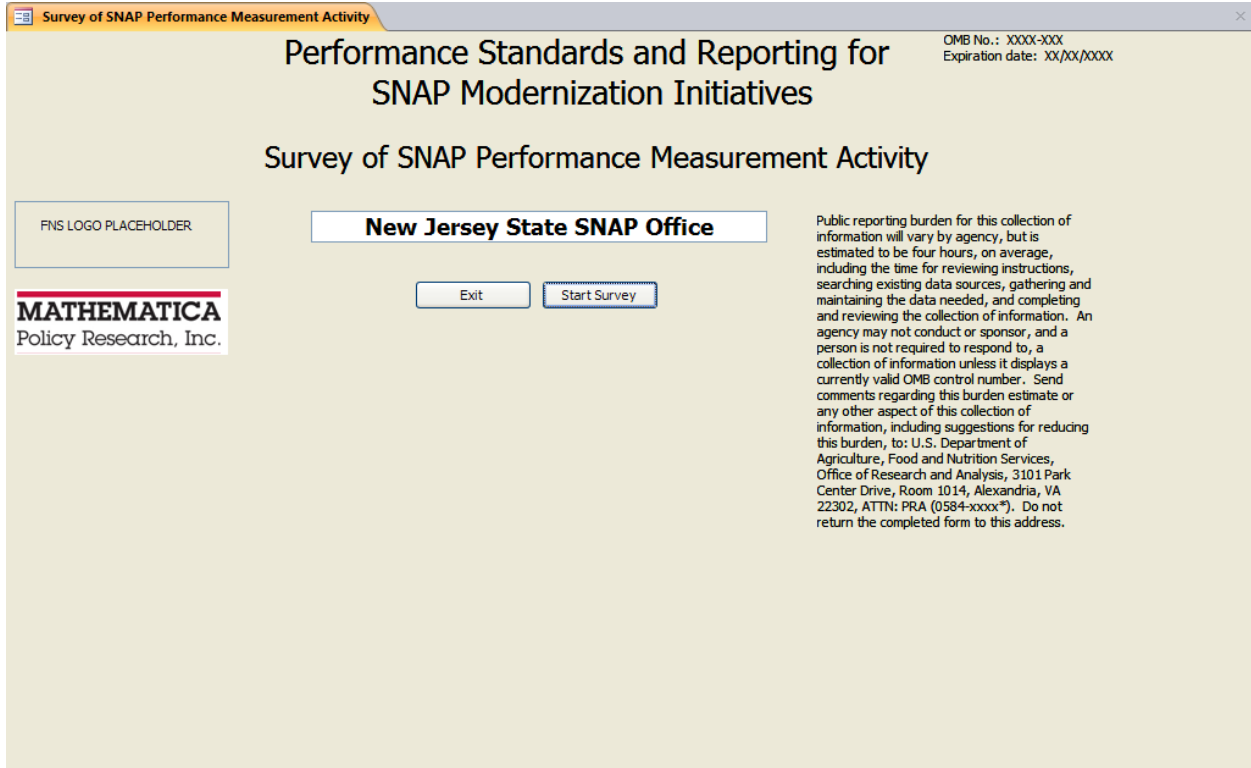 Survey of SNAP Performance Measurement Activity
Performance Standards and Reporting for
SNAP Modernization Initiatives
OMB No.: XXXX-XXX
Expiration date: XX/XX/XXXX
Survey of SNAP Performance Measurement Activity
FNS LOGO PLACEHOLDER
MATHEMATICA
Policy Research, Inc.
New Jersey State SNAP Office
Exit
Start Survey
Public reporting burden for this collection of
information will vary by agency, but is
estimated to be four hours, on average,
including the time for reviewing instructions,
searching existing data sources, gathering and
maintaining the data needed, and completing
and reviewing the collection of information. An
agency may not conduct or sponsor, and a
person is not required to respond to, a
collection of information unless it displays a
currently valid OMB control number. Send
comments regarding this burden estimate or
any other aspect of this collection of
information, including suggestions for reducing
this burden, to: U.S. Department of
Agriculture, Food and Nutrition Services,
Office of Research and Analysis, 3101 Park
Center Drive, Room 1014, Alexandria, VA
22302, ATTN: PRA (0584-xxxx*). Do not
return the completed form to this address.